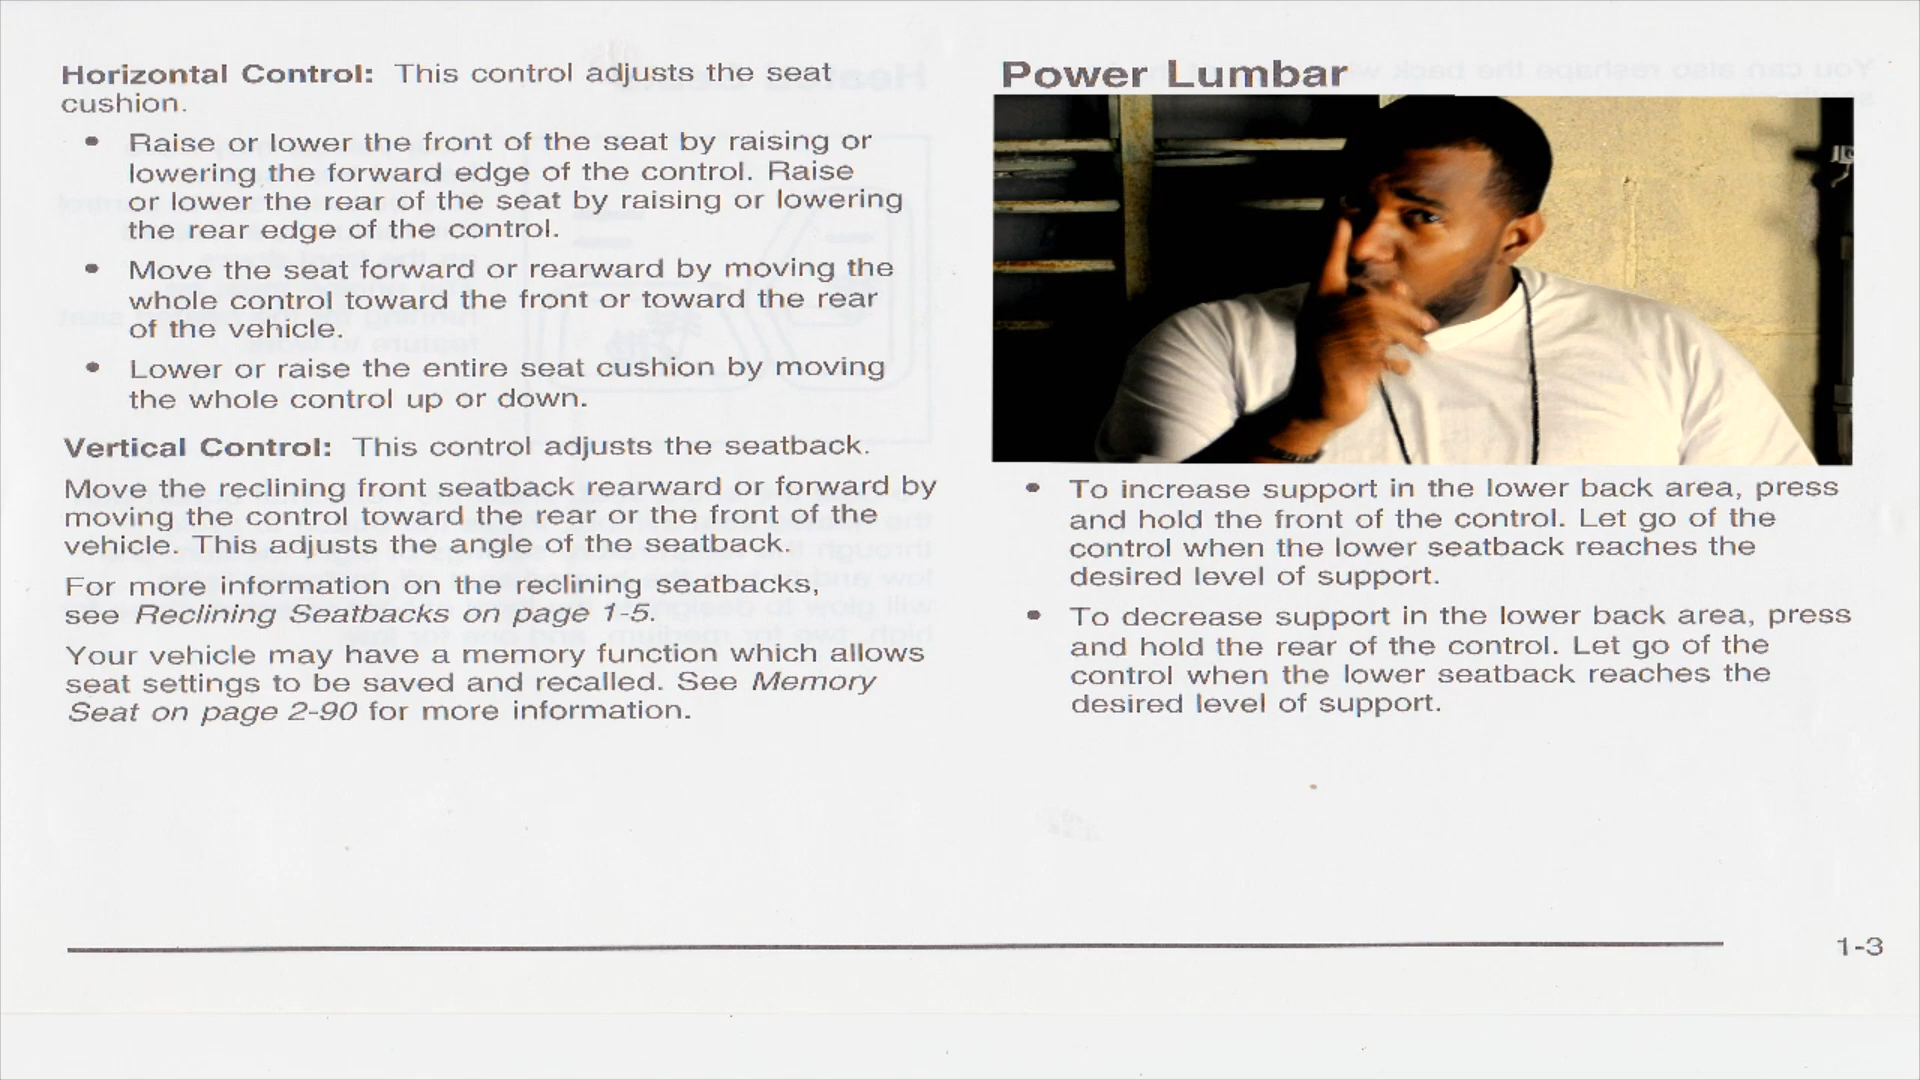 Horizontal Control: This control adjusts the seat
cushion.
• Raise or lower the front of the seat by raising or
lowering the forward edge of the control. Raise
or lower the rear of the seat by raising or lowering
the rear edge of the control.
• Move the seat forward or rearward by moving the
whole control toward the front or toward the rear
of the vehicle.
• Lower or raise the entire seat cushion by moving
the whole control up or down.
Vertical Control: This control adjusts the seatback.
Move the reclining front seatback rearward or forward by
moving the control toward the rear or the front of the
vehicle. This adjusts the angle of the seatback.
For more information on the reclining seatbacks,
see Reclining Seatbacks on page 1-5.
Your vehicle may have a memory function which allows
seat settings to be saved and recalled. See Memory
Seat on page 2-90 for more information.
Power Lumbar
• To increase support in the lower back area, press
and hold the front of the control. Let go of the
control when the lower seatback reaches the
desired level of support.
• To decrease support in the lower back area, press
and hold the rear of the control. Let go of the
control when the lower seatback reaches the
desired level of support.
1-3